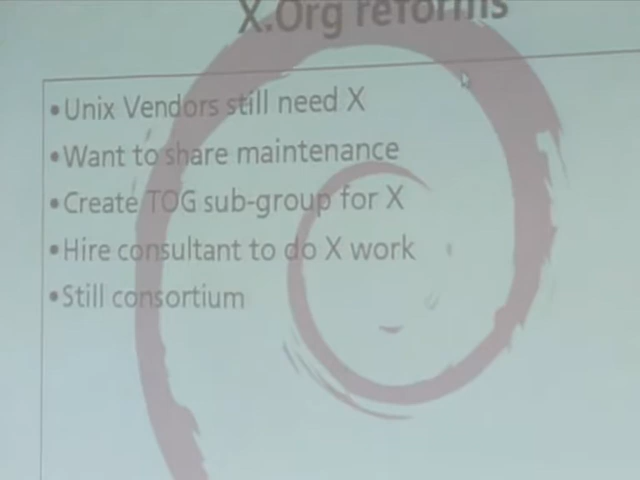 X.Org reforms
•Unix Vendors still need X
•Want to share maintenance
•Create TOG sub-group for X
•Hire consultant to do X work
•Still consortium